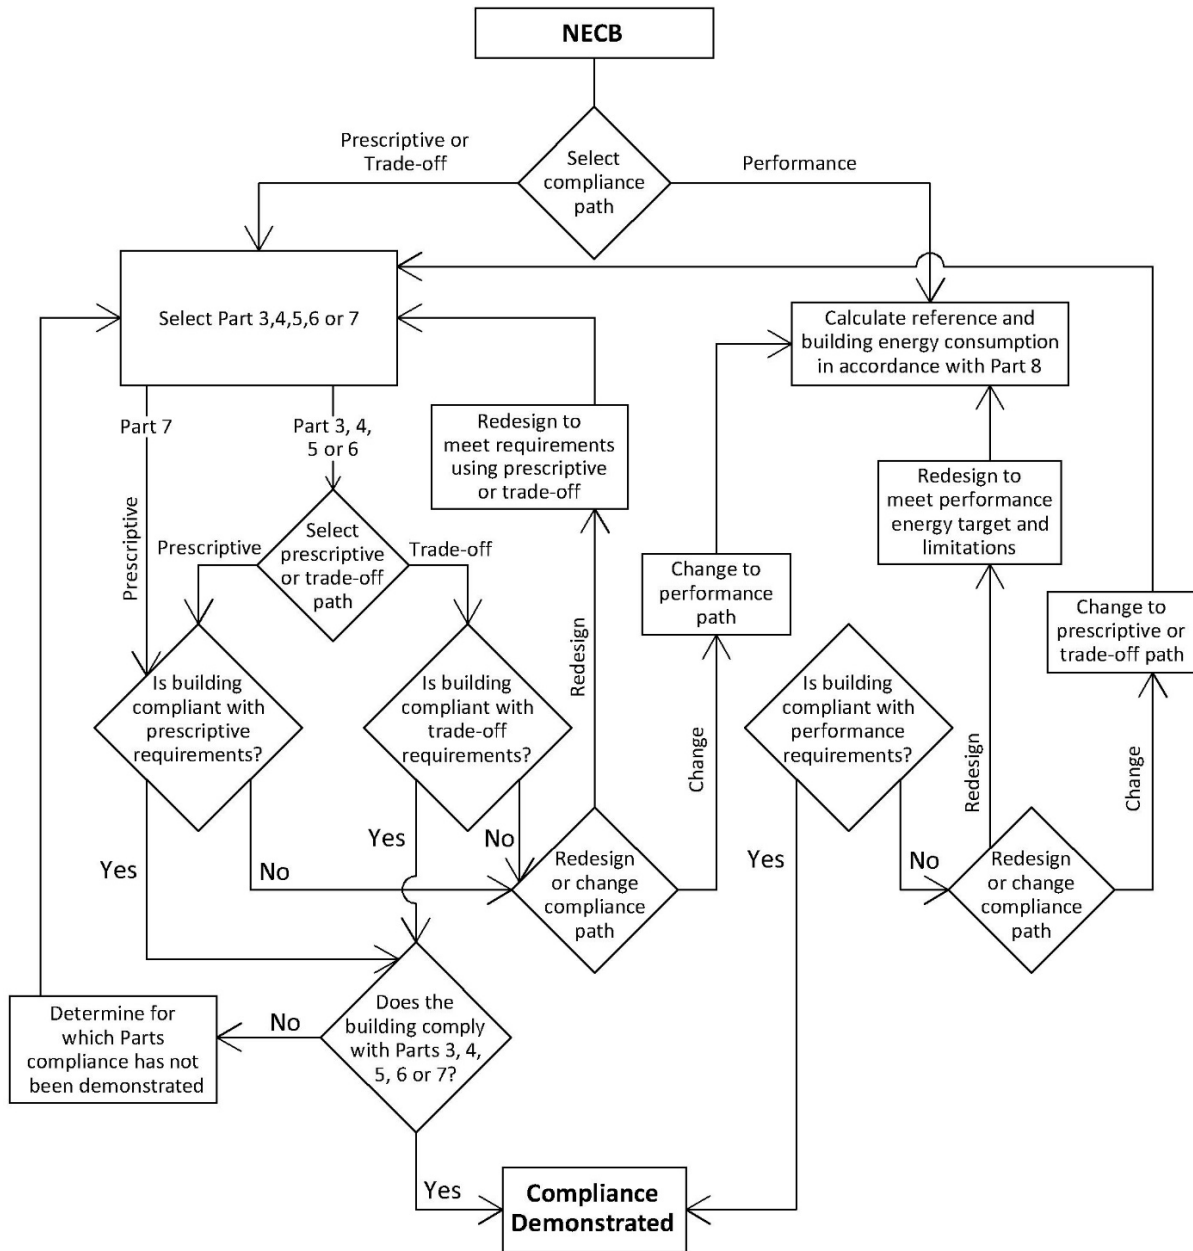 NECB
Prescriptive or
Trade-off
Select
compliance
path
Performance
Select Part 3,4,5,6 or 7
Calculate reference and
building energy consumption
in accordance with Part 8
Part 7
Part 3, 4,
5 or 6
Redesign to
meet requirements
using prescriptive
or trade-off
Redesign to
meet performance
energy target and
limitations
Prescriptive
Prescriptive
Select
prescriptive
or trade-off
path
Trade-off
Change to
performance
path
Change to
prescriptive or
trade-off path
Redesign
Is building
compliant with
prescriptive
requirements?
Is building
compliant with
trade-off
requirements?
Change
Is building
compliant with
performance
requirements?
Redesign
Change
Yes
No
Yes
No
Redesign
or change
compliance
path
Yes
No
Redesign
or change
compliance
path
Determine for
which Parts
compliance has not
been demonstrated
No
Does the
building comply
with Parts 3, 4,
5, 6 or 7?
Yes
Compliance
Demonstrated